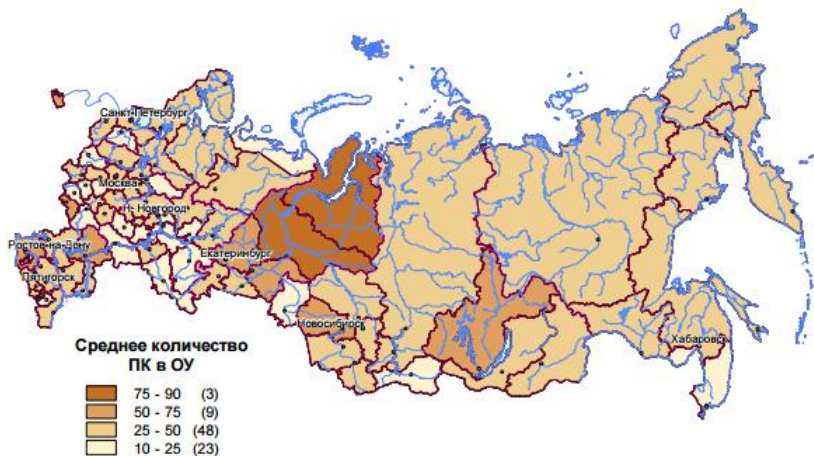 Санкт-Петербург
Москва
Н- Новгород
Ростов-на-Дону
Екатеринбург
Пятигорск
Новосибирск
Хабаровск
Среднее количество
ПК в ОУ
75 - 90 (3)
50 - 75 (9)
25 - 50 (48)
10 - 25 (23)